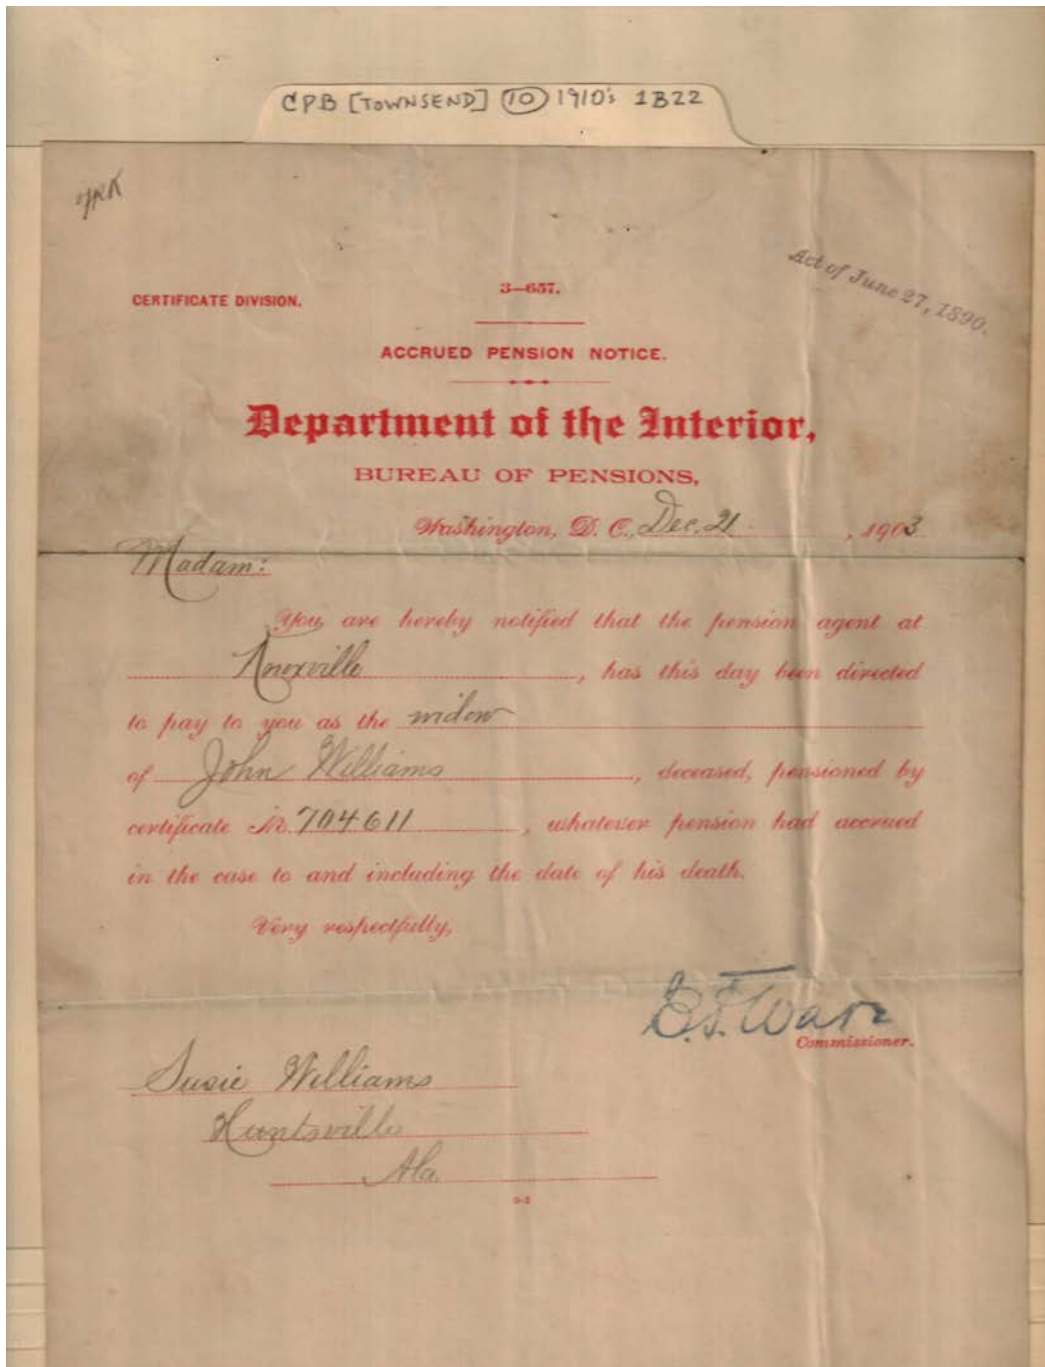 CPB [TOWNSEND] 10 1910's 1B22
JRK
Act of June 27, 1890.
3—657.
CERTIFICATE DIVISION.
ACCRUED PENSION NOTICE.
Department of the Interior,
BUREAU OF PENSIONS,
Washington, D. C., Dec. 21, 1903
Madam:
You are hereby notified that the pension agent at
Knoxville, has this day been directed
to pay to you as the widow
of John Williams, deceased, pensioned by
certificate No. 704611, whatever pension had accrued
in the case to and including the date of his death.
Very respectfully,
E. F. Ware
Commissioner.
Susie Williams
Huntsville
Ala.